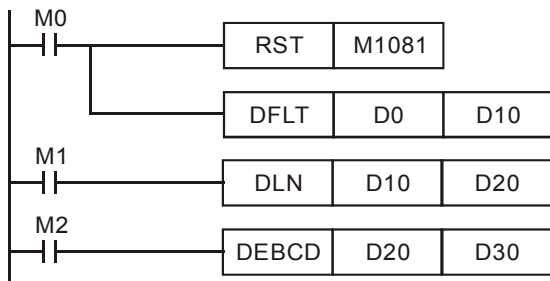 M0
RST M1081
DFLT D0 D10
M1
DLN D10 D20
M2
DEBCD D20 D30